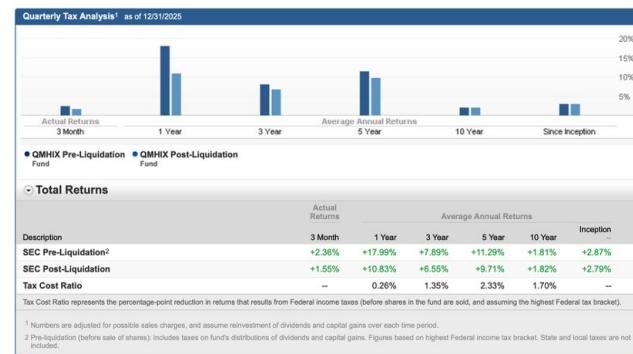 Quarterly Tax Analysis1 as of 12/31/2025
20%
15%
10%
5%
Actual Returns Average Annual Returns
3 Month 1 Year 3 Year 5 Year 10 Year Since Inception
QMHIX Pre-Liquidation QMHIX Post-Liquidation
Fund Fund
Total Returns
Actual
Returns Average Annual Returns
Description 3 Month 1 Year 3 Year 5 Year 10 Year Inception
--
SEC Pre-Liquidation2 +2.36% +17.99% +7.89% +11.29% +1.81% +2.87%
SEC Post-Liquidation +1.55% +10.83% +6.55% +9.71% +1.82% +2.79%
Tax Cost Ratio -- 0.26% 1.35% 2.33% 1.70% --
Tax Cost Ratio represents the percentage-point reduction in returns that results from Federal income taxes (before shares in the fund are sold, and assuming the highest Federal tax bracket).
1 Numbers are adjusted for possible sales charges, and assume reinvestment of dividends and capital gains over each time period.
2 Pre-liquidation (before sale of shares): includes taxes on fund's distributions of dividends and capital gains. Figures based on highest Federal income tax bracket. State and local taxes are not
included.